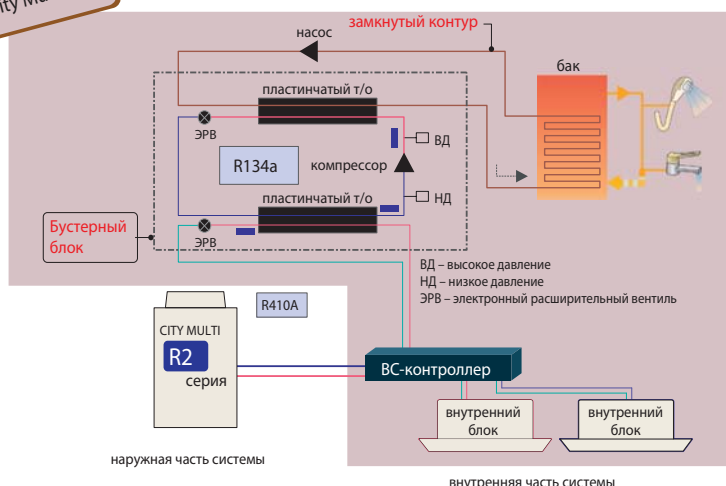 насос
замкнутый контур
бак
пластинчатый т/о
ЭРВ
ВД
R134a
компрессор
пластинчатый т/о
НД
Бустерный
блок
ЭРВ
ВД – высокое давление
НД – низкое давление
ЭРВ – электронный расширительный вентиль
R410A
CITY MULTI
R2
серия
BC-контроллер
внутренний
блок
внутренний
блок
наружная часть системы
внутренняя часть системы